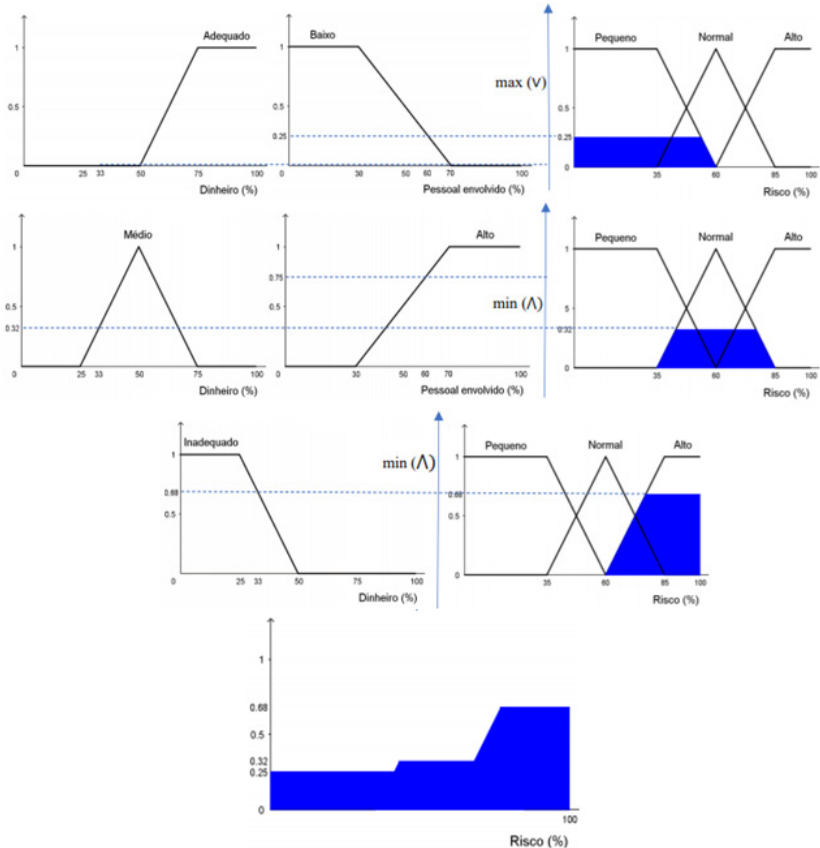 Adequado
1
0.5
0 25 33 50 75 100
Dinheiro (%)
Baixo
1
0.5
0.25
0 30 50 60 70 100
Pessoal envolvido (%)
max (∨)
Pequeno Normal Alto
1
0.5
0.25
0 35 60 85 100
Risco (%)
Médio
1
0.5
0.32
0 25 33 50 75 100
Dinheiro (%)
Alto
1
0.75
0.5
0 30 50 60 70 100
Pessoal envolvido (%)
min (Λ)
Pequeno Normal Alto
1
5
0.32
0 35 60 85 100
Risco (%)
Inadequado
1
0.68
0.5
0 25 33 50 75 100
Dinheiro (%)
min (Λ)
Pequeno Normal Alto
1
0.68
0.5
0 35 60 85 100
Risco (%)
1
0.68
0.5
0.32
0.25
0
100
Risco (%)